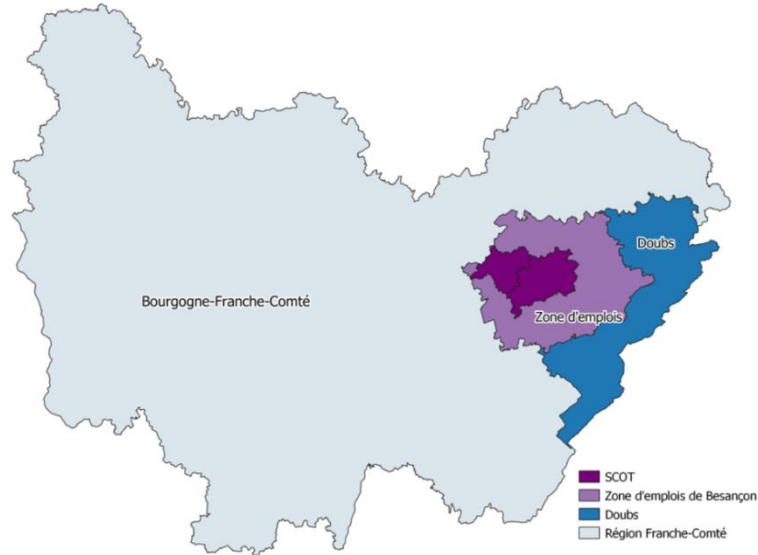 Doubs
Bourgogne-Franche-Comté
Zone d'emplois
SCOT
Zone d'emplois de Besançon
Doubs
Région Franche-Comté